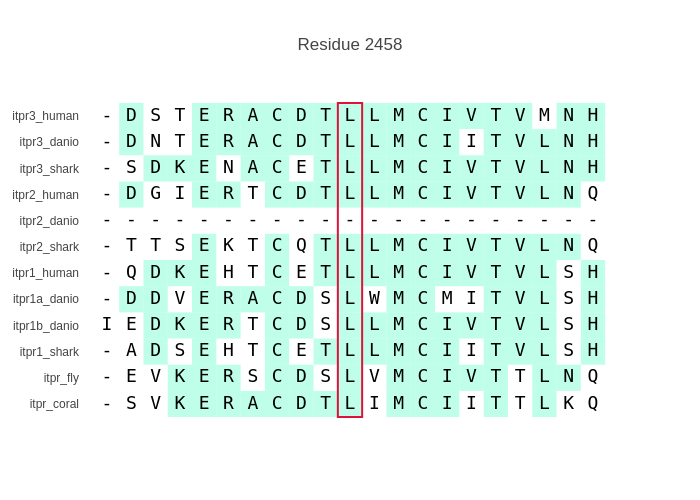 Residue 2458
itpr3_human - D S T E R A C D T L L M C I V T V M N H
itpr3_danio - D N T E R A C D T L L M C I I T V L N H
itpr3_shark - S D K E N A C E T L L M C I V T V L N H
itpr2_human - D G I E R T C D T L L M C I V T V L N Q
itpr2_danio - - - - - - - - - - - - - - - - - - - - -
itpr2_shark - T T S E K T C Q T L L M C I V T V L N Q
itpr1_human - Q D K E H T C E T L L M C I V T V L S H
itpr1a_danio - D D V E R A C D S L W M C M I T V L S H
itpr1b_danio I E D K E R T C D S L L M C I V T V L S H
itpr1_shark - A D S E H T C E T L L M C I I T V L S H
itpr_fly - E V K E R S C D S L V M C I V T T L N Q
itpr_coral - S V K E R A C D T L I M C I I T T L K Q